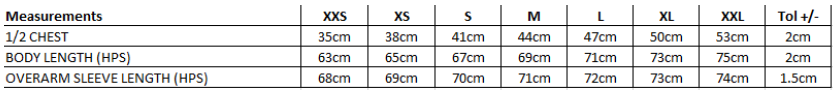 Measurements XXS XS S M L XL XXL Tol +/-
1/2 CHEST 35cm 38cm 41cm 44cm 47cm 50cm 53cm 2cm
BODY LENGTH (HPS) 63cm 65cm 67cm 69cm 71cm 73cm 75cm 2cm
OVERARM SLEEVE LENGTH (HPS) 68cm 69cm 70cm 71cm 72cm 73cm 74cm 1.5cm